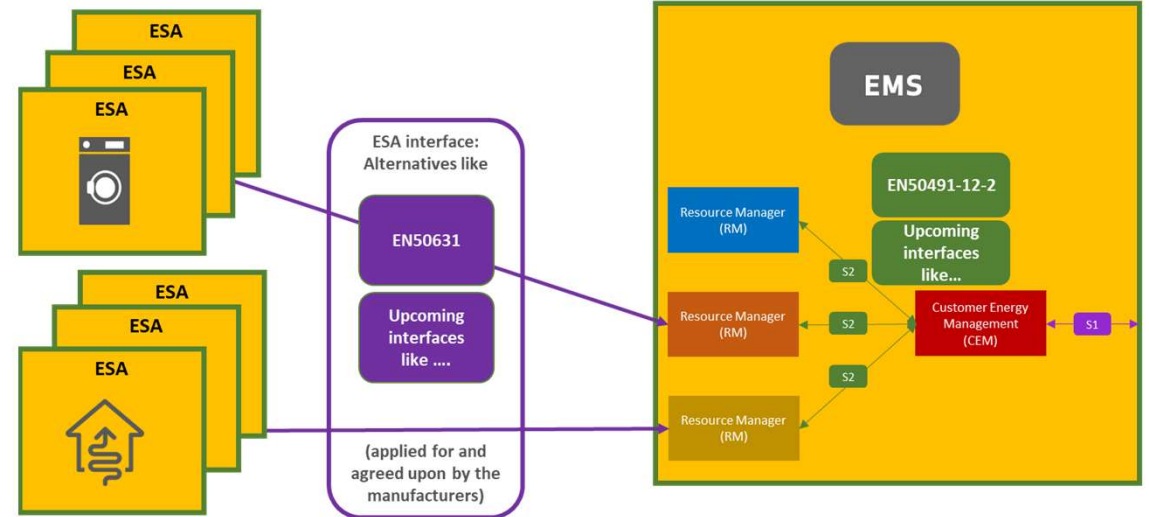 ESA
ESA
ESA
ESA
ESA
ESA
ESA interface:
Alternatives like
EN50631
Upcoming
interfaces
like ....
(applied for and
agreed upon by the
manufacturers)
EMS
EN50491-12-2
Upcoming
interfaces
like...
Resource Manager
(RM)
S2
Resource Manager
(RM)
S2
Customer Energy
Management
(CEM)
S1
S2
Resource Manager
(RM)